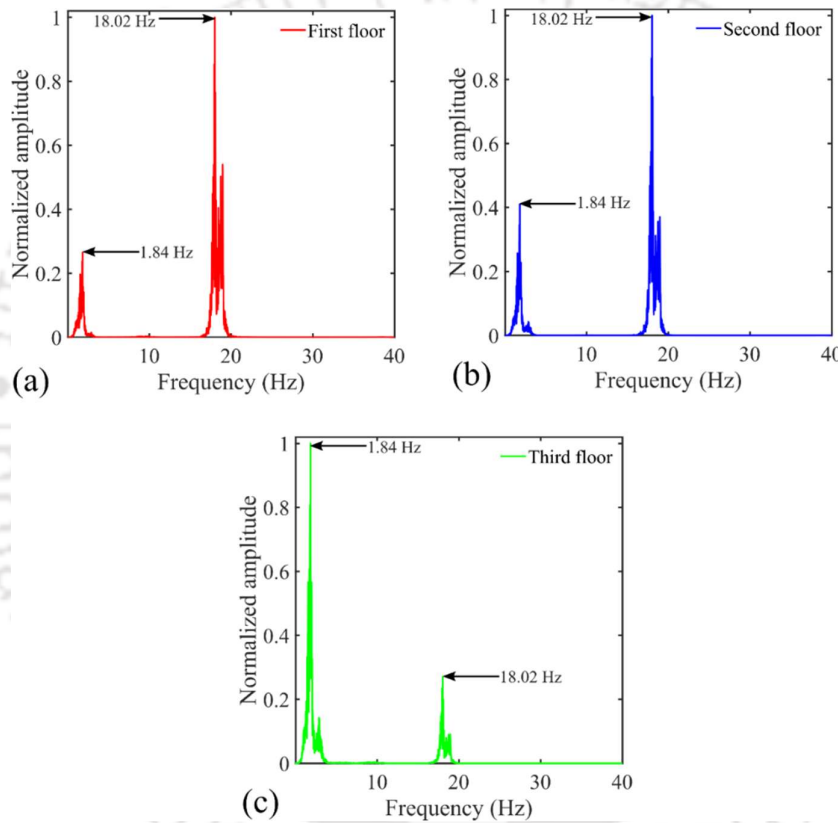 18.02 Hz
First floor
1
0.8
0.6
0.4
0.2
0
Normalized amplitude
1.84 Hz
10 20 30 40
Frequency (Hz)
(a)
18.02 Hz
Second floor
1
0.8
0.6
0.4
0.2
0
Normalized amplitude
1.84 Hz
10 20 30 40
Frequency (Hz)
(b)
1.84 Hz
Third floor
1
0.8
0.6
0.4
0.2
0
Normalized amplitude
18.02 Hz
10 20 30 40
Frequency (Hz)
(c)